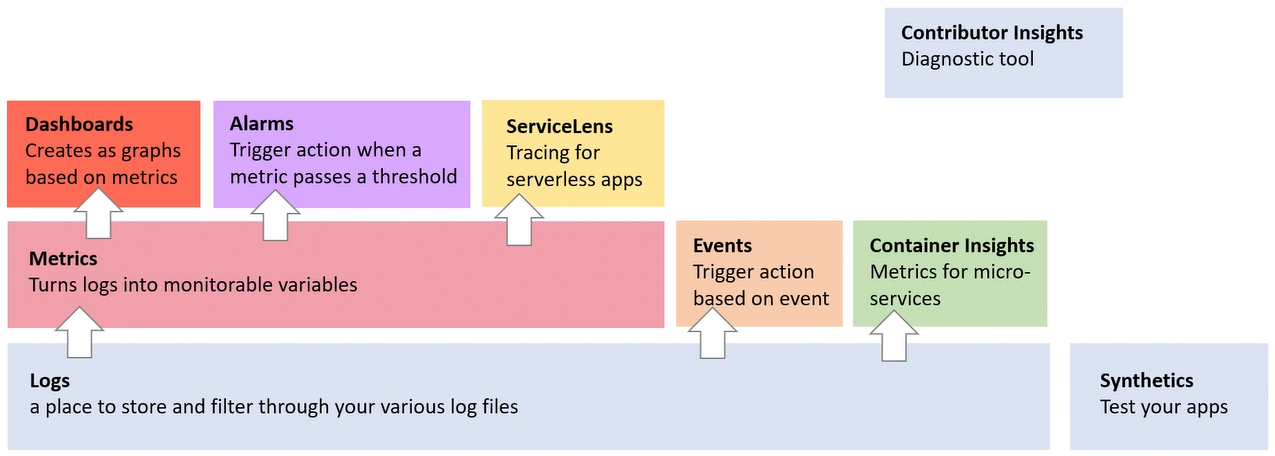 Contributor Insights
Diagnostic tool
Dashboards
Creates as graphs
based on metrics
Alarms
Trigger action when a
metric passes a threshold
ServiceLens
Tracing for
serverless apps
Metrics
Turns logs into monitorable variables
Events
Trigger action
based on event
Container Insights
Metrics for micro-
services
Logs
a place to store and filter through your various log files
Synthetics
Test your apps